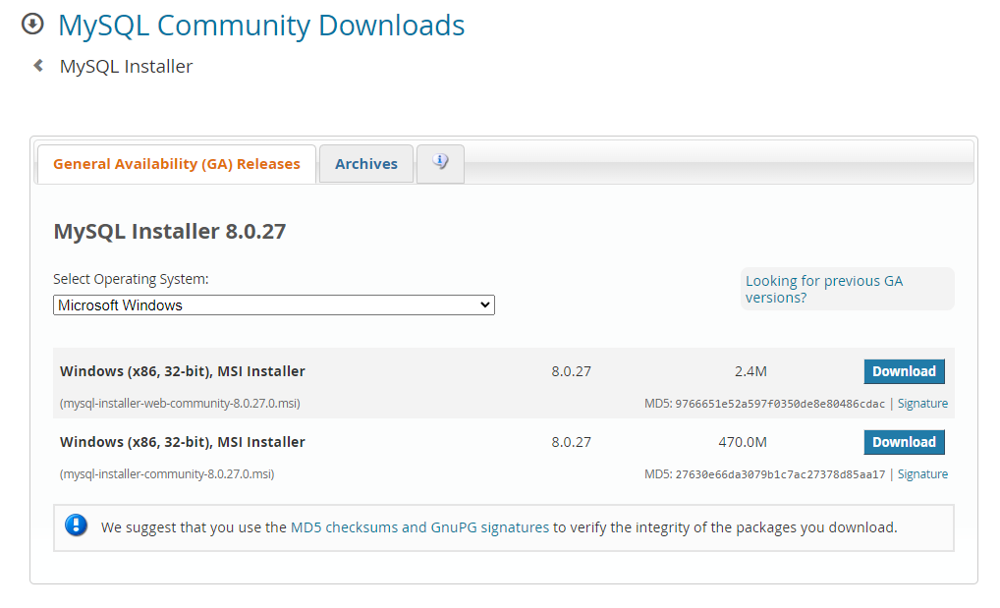 MySQL Community Downloads
MySQL Installer
General Availability (GA) Releases
Archives
MySQL Installer 8.0.27
Select Operating System:
Microsoft Windows
Looking for previous GA
versions?
Windows (x86, 32-bit), MSI Installer 8.0.27 2.4M Download
(mysql-installer-web-community-8.0.27.0.msi) MD5: 9766651e52a597f0350de8e80486cdac | Signature
Windows (x86, 32-bit), MSI Installer 8.0.27 470.0M Download
(mysql-installer-community-8.0.27.0.msi) MD5: 27630e66da3079b1c7ac27378d85aa17 | Signature
We suggest that you use the MD5 checksums and GnuPG signatures to verify the integrity of the packages you download.